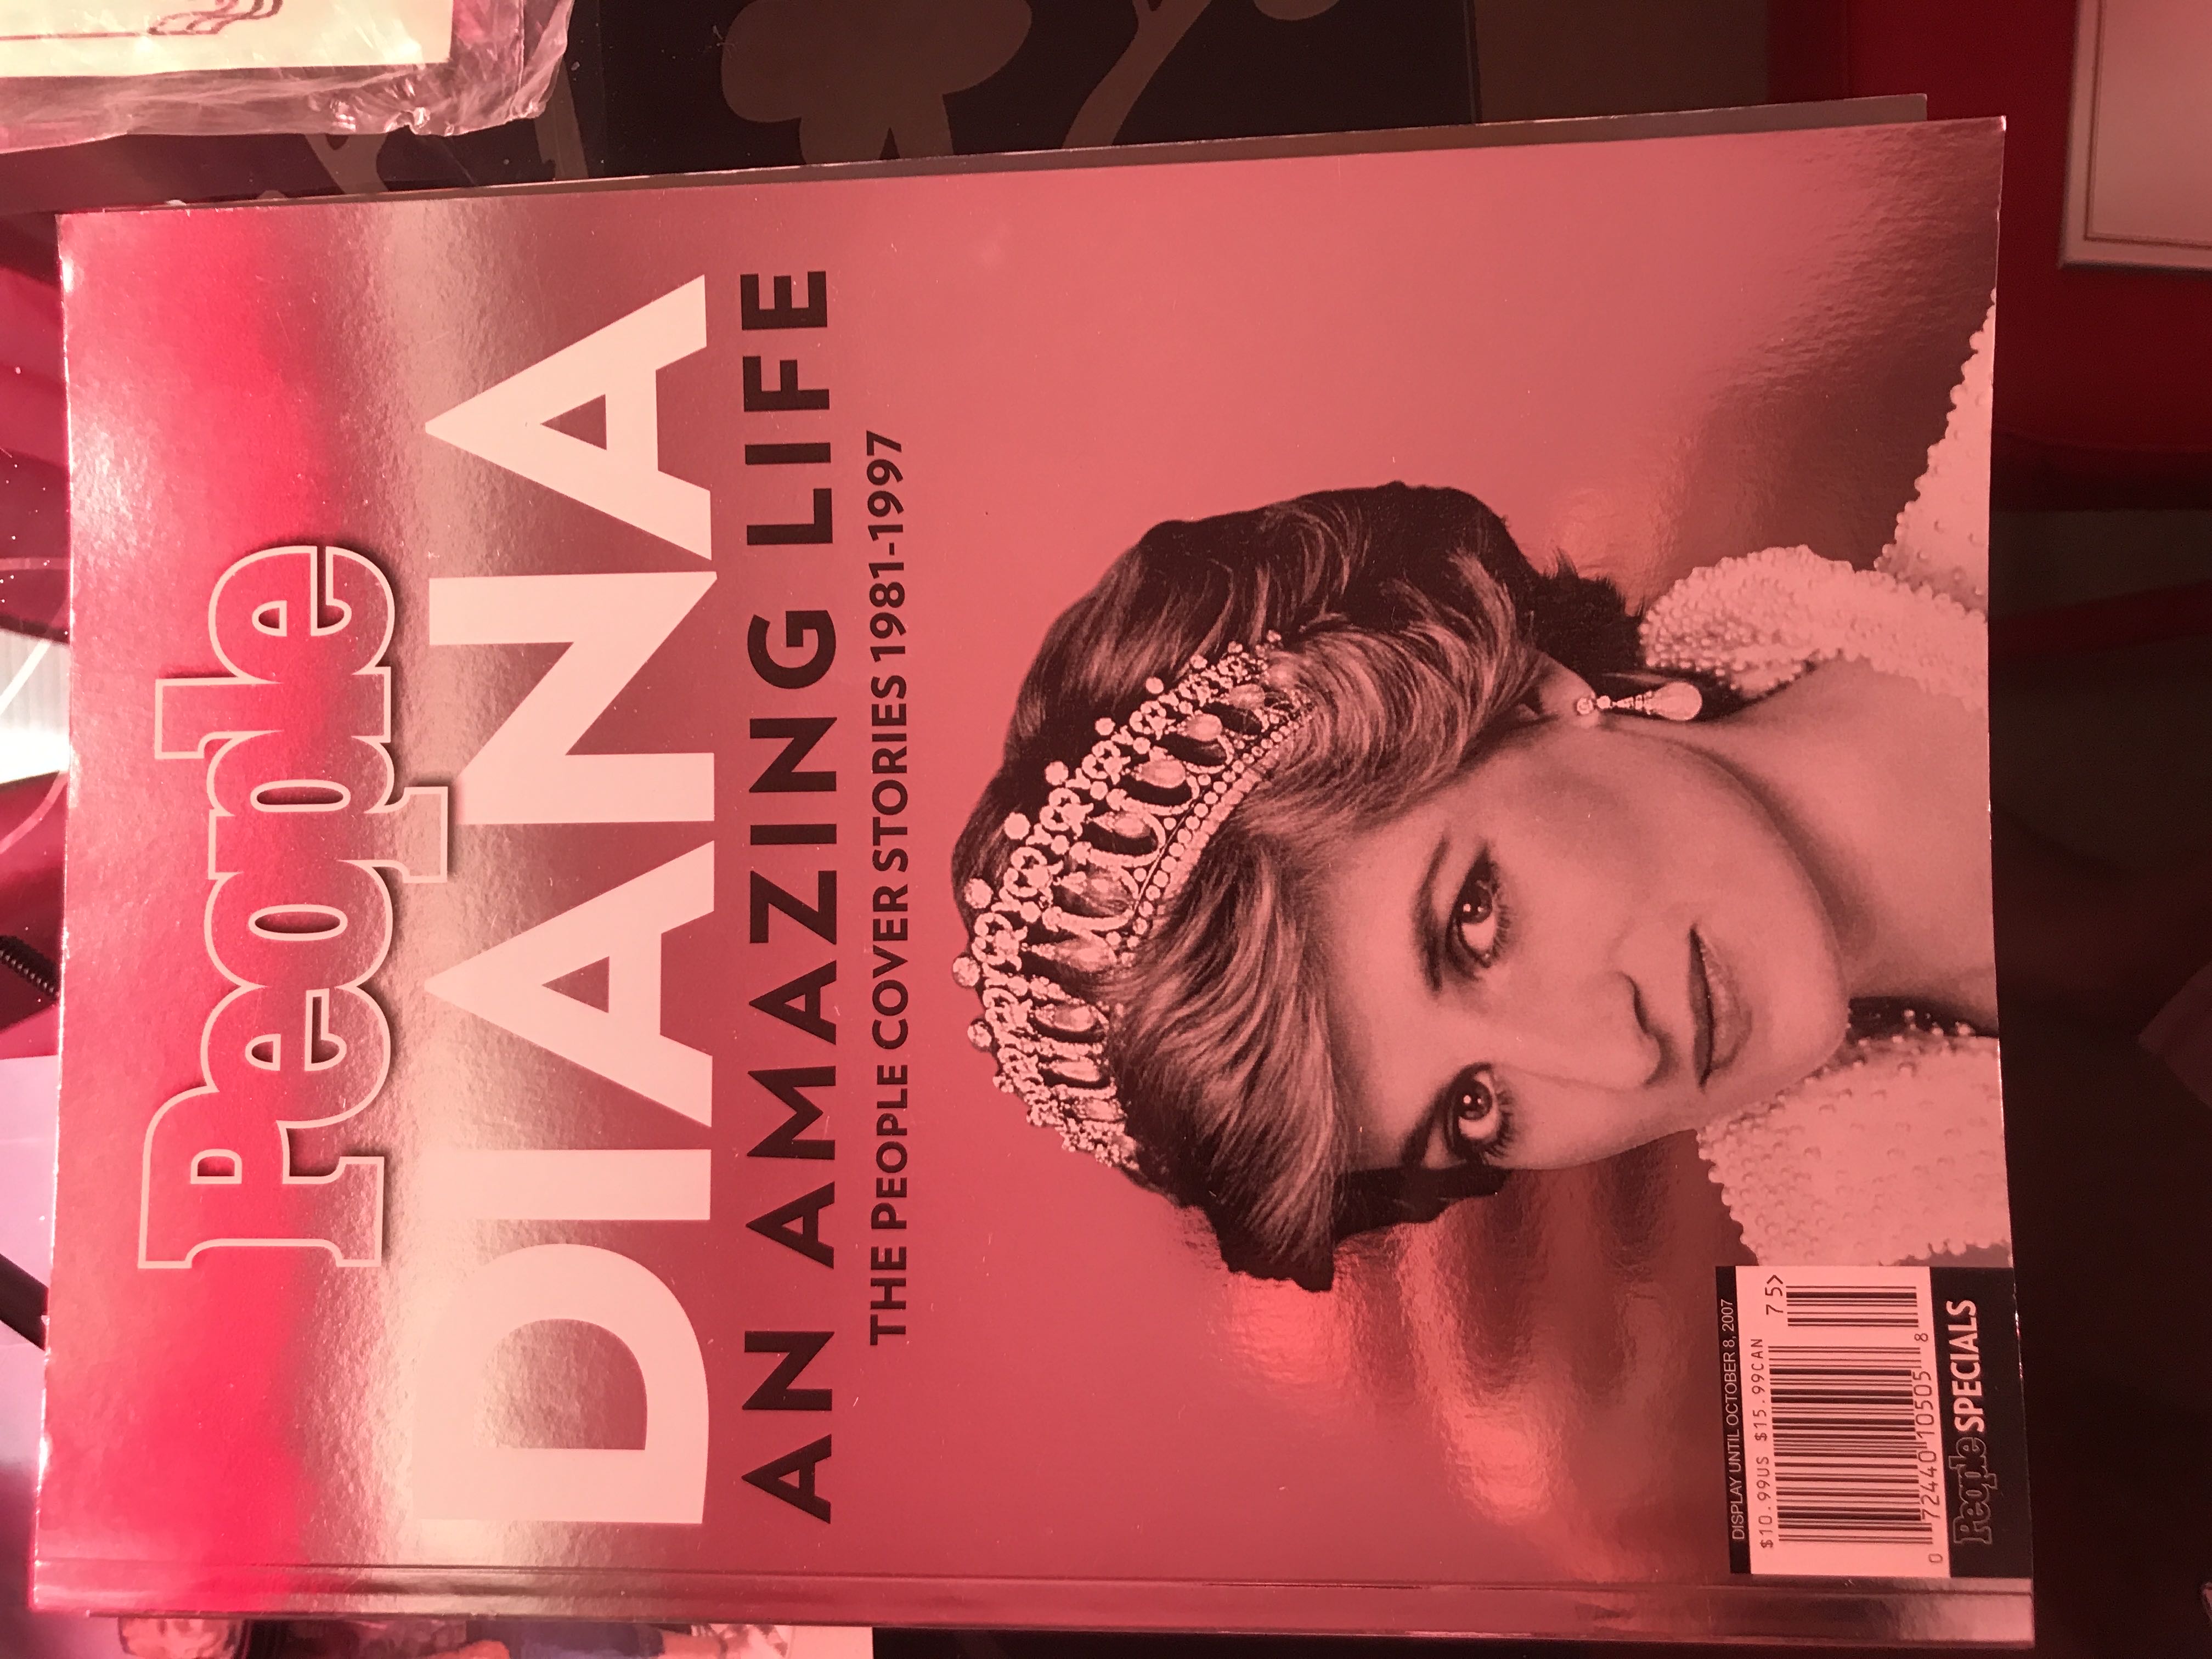 People
DIANA
AN AMAZING LIFE
THE PEOPLE COVER STORIES 1981-1997
DISPLAY UNTIL OCTOBER 8, 2007
$10.99US $15.99CAN
75>
0 72440 10505 8
People SPECIALS